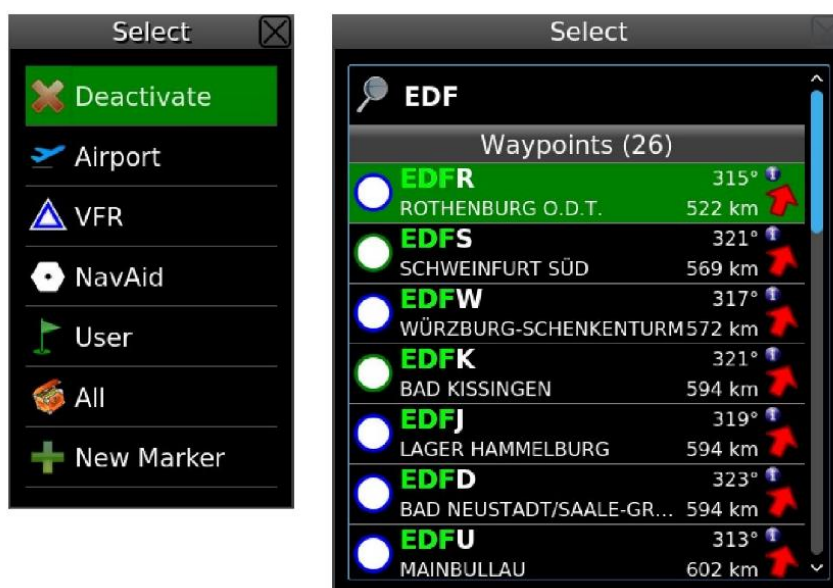 Select
Deactivate
Airport
VFR
NavAid
User
All
New Marker
Select
EDF
Waypoints (26)
EDFR 315°
ROTHENBURG O.D.T. 522 km
EDFS 321°
SCHWEINFURT SÜD 569 km
EDFW 317°
WÜRZBURG-SCHENKENTURM 572 km
EDFK 321°
BAD KISSINGEN 594 km
EDFJ 319°
LAGER HAMMELBURG 594 km
EDFD 323°
BAD NEUSTADT/SAALE-GR... 594 km
EDFU 313°
MAINBULLAU 602 km